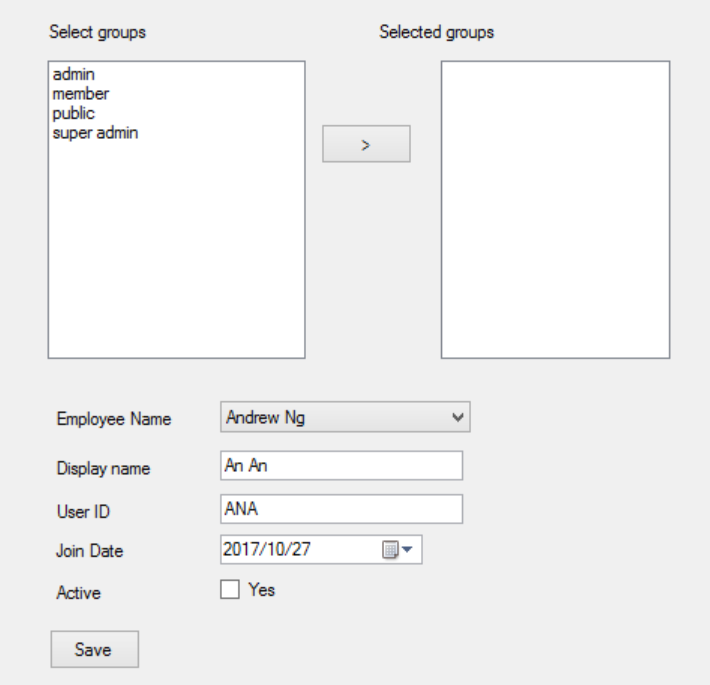 Select groups
Selected groups
admin
member
public
super admin
>
Employee Name
Andrew Ng
Display name
An An
User ID
ANA
Join Date
2017/10/27
Active
Yes
Save